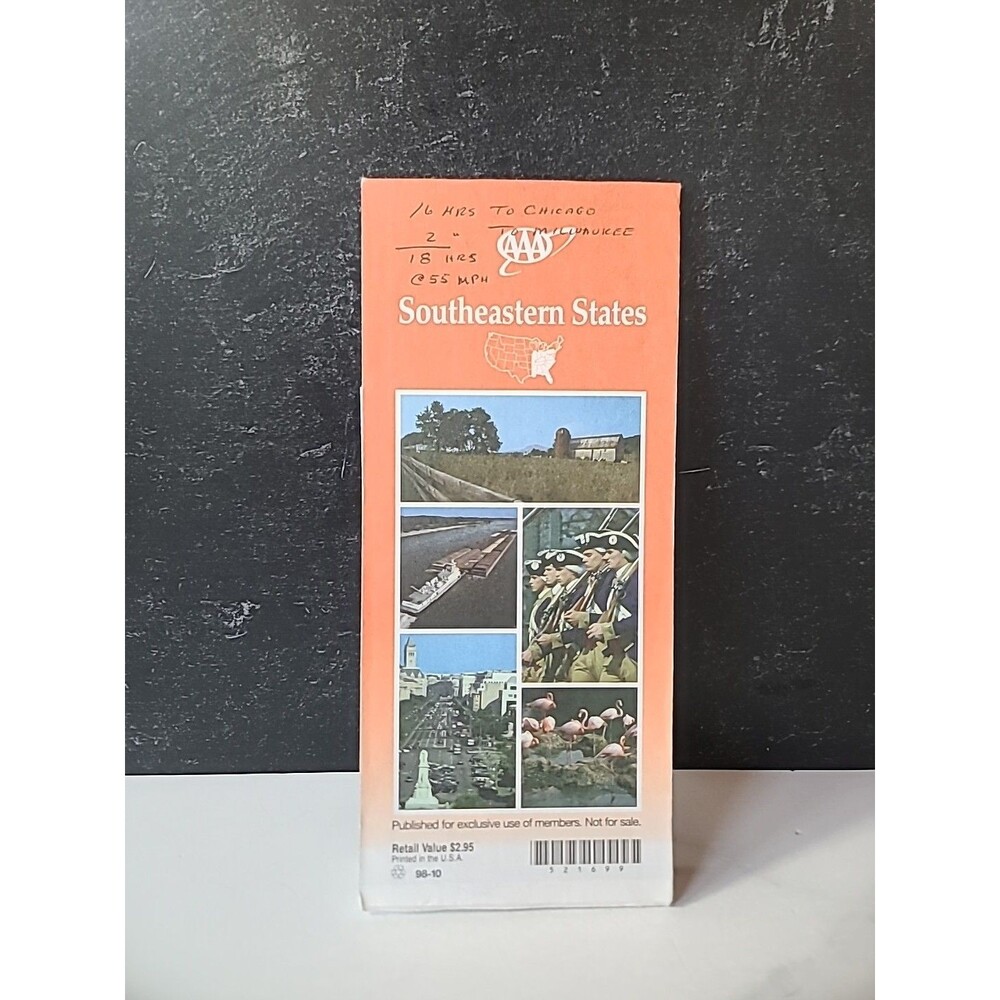 16 HRS TO CHICAGO
2 " TO MILWAUKEE
18 HRS
@ 55 MPH
AAA
Southeastern States
Published for exclusive use of members. Not for sale.
Retail Value $2.95
Printed in the U.S.A.
98-10
521699